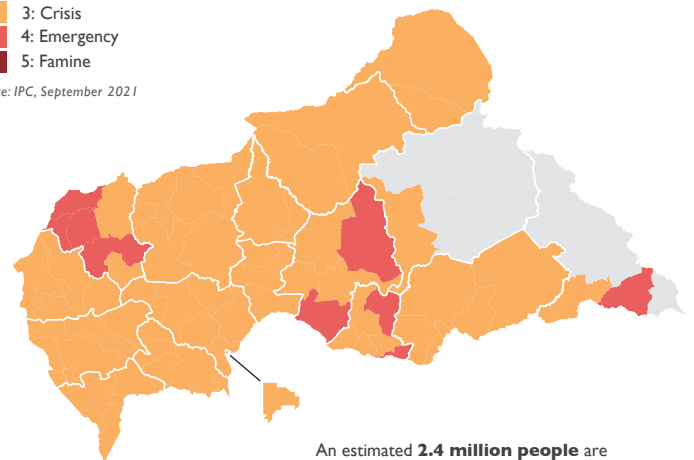 3: Crisis
4: Emergency
5: Famine
e: IPC, September 2021
An estimated 2.4 million people are